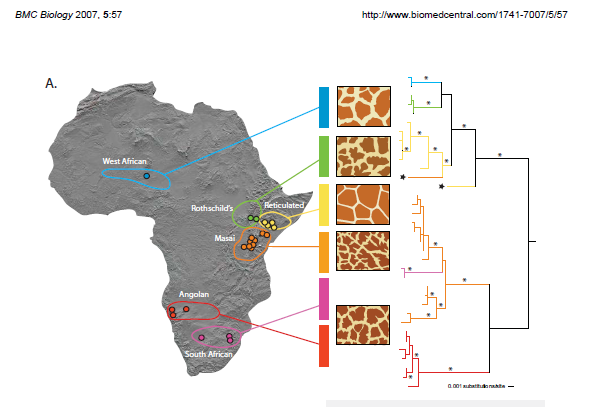 BMC Biology 2007, 5:57
http://www.biomedcentral.com/1741-7007/5/57
A.
West African
Rothschild's
Reticulated
Masai
Angolan
South African
0.001 substitutions/site